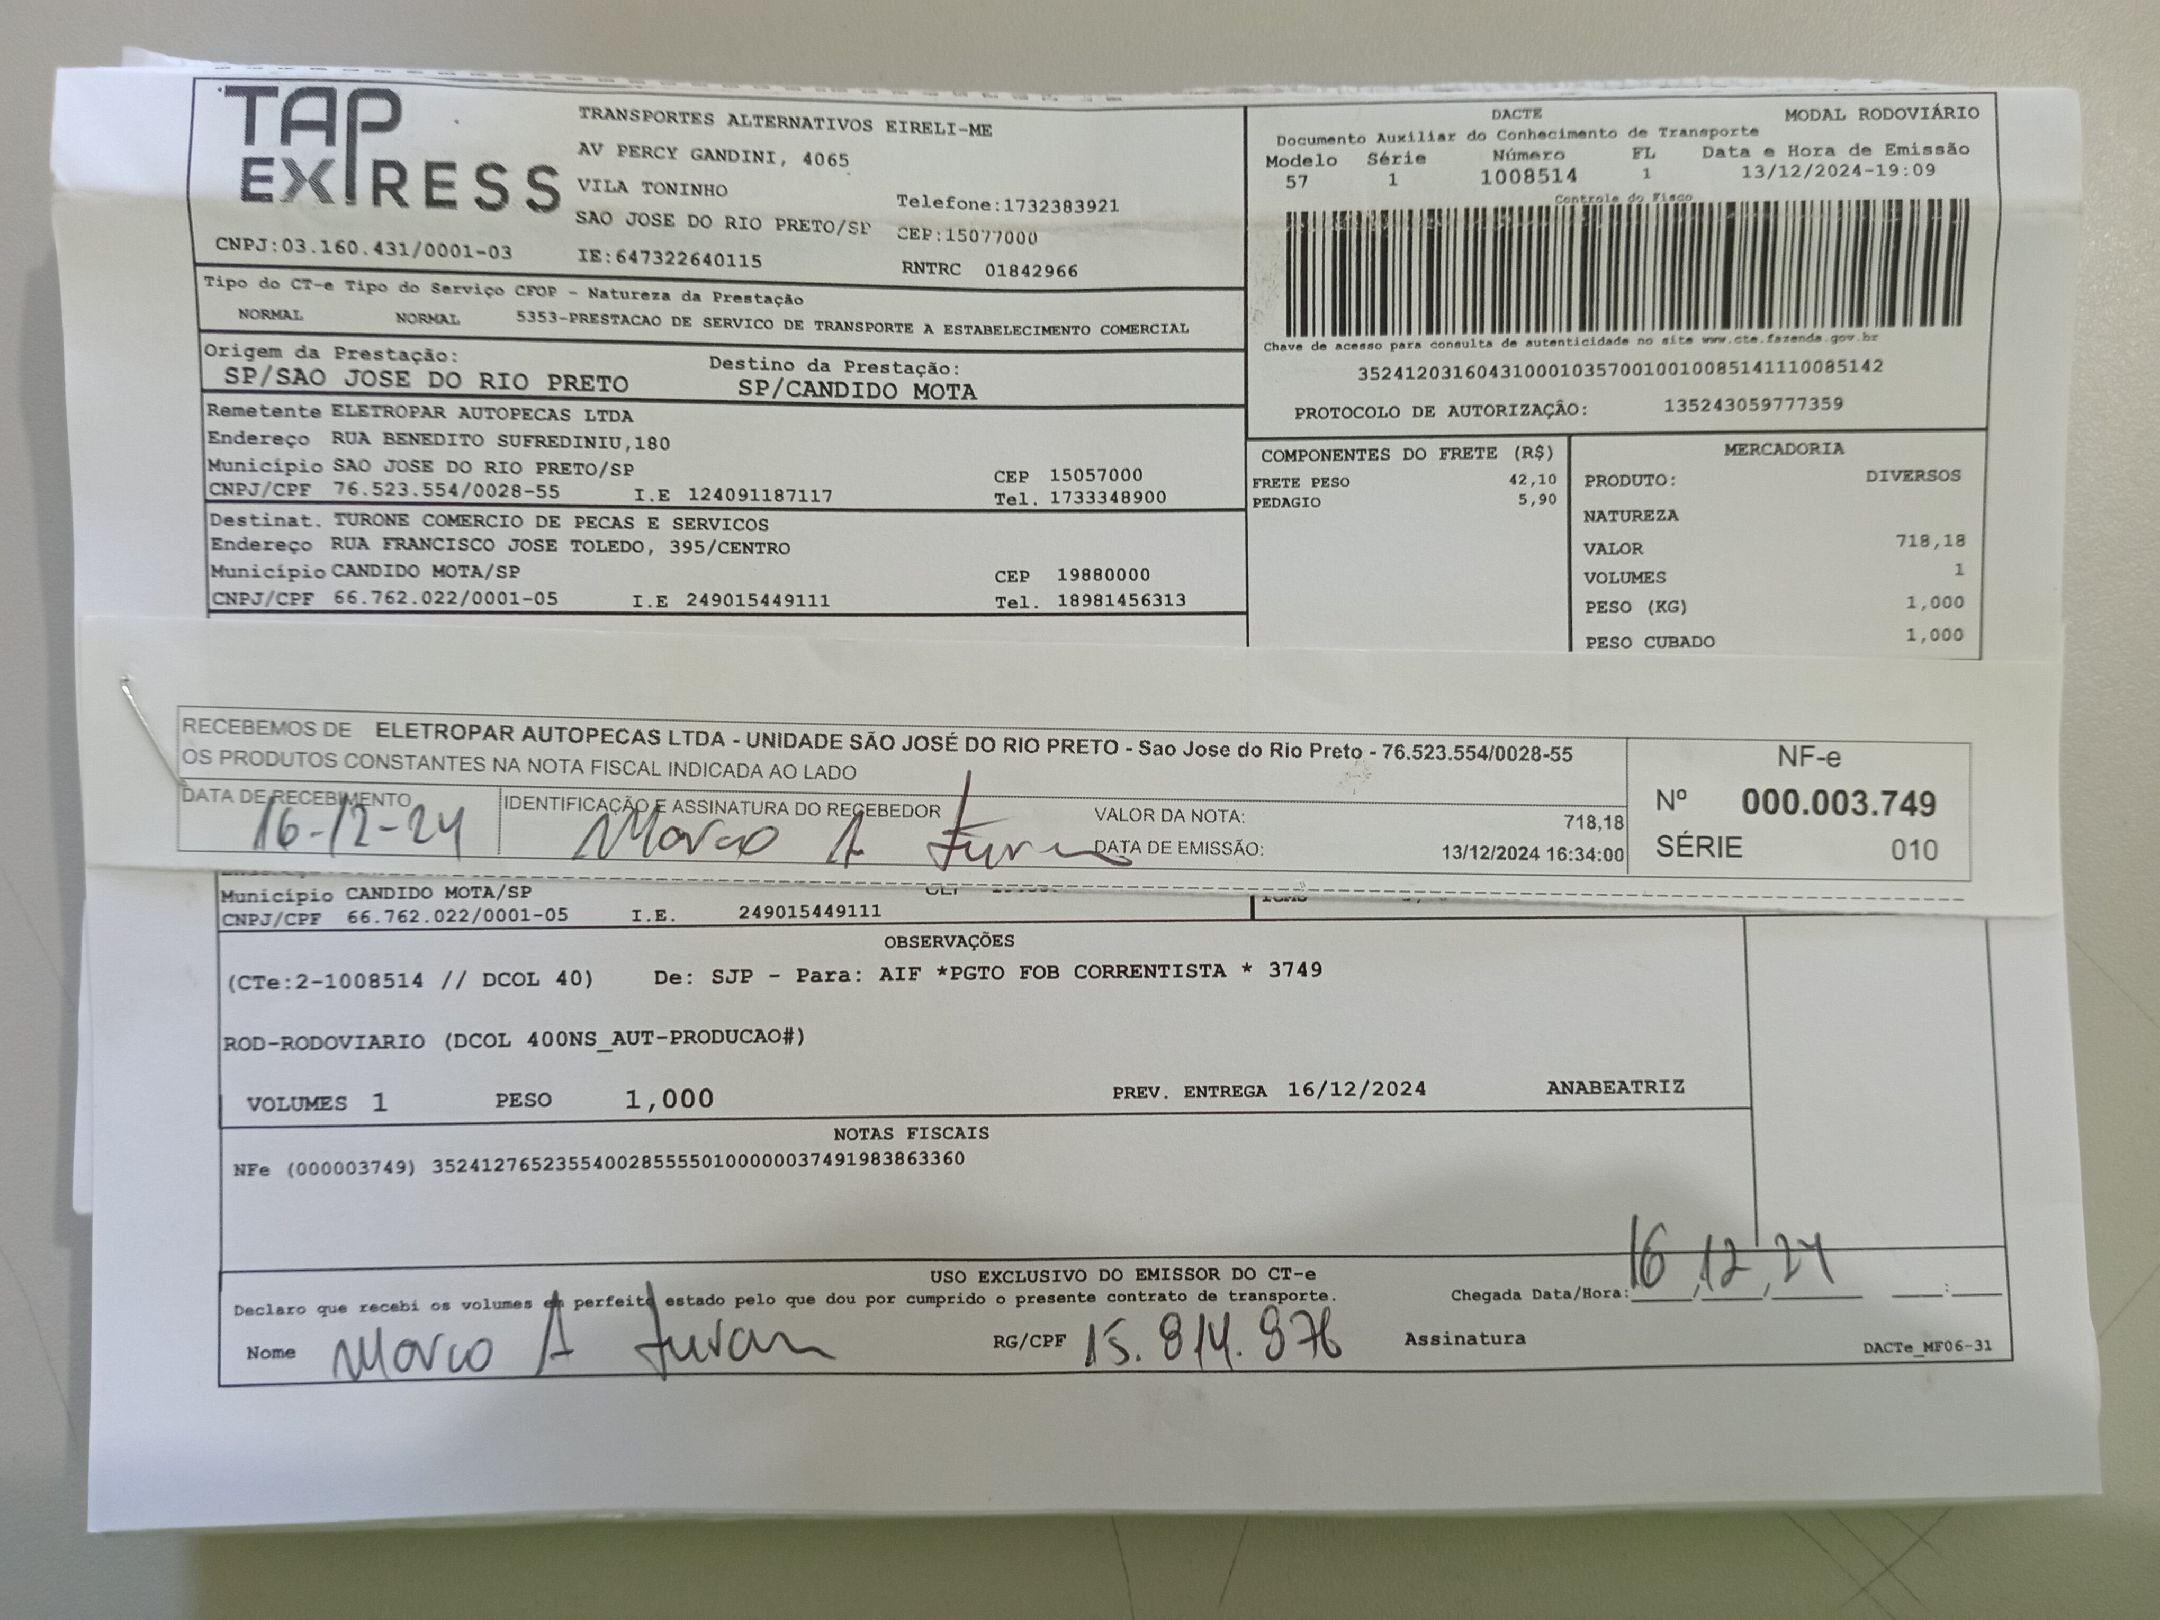 TAP EXPRESS
TRANSPORTES ALTERNATIVOS EIRELI-ME
AV PERCY GANDINI, 4065
VILA TONINHO
Telefone:1732383921
SAO JOSE DO RIO PRETO/SP CEP:15077000
CNPJ:03.160.431/0001-03 IE:647322640115 RNTRC 01842966
DACTE MODAL RODOVIÁRIO
Documento Auxiliar do Conhecimento de Transporte
Modelo Série Número FL Data e Hora de Emissão
57 1 1008514 1 13/12/2024-19:09
Controle do Fisco
Chave de acesso para consulta de autenticidade no site www.cte.fazenda.gov.br
35241203160431000103570010010085141110085142
PROTOCOLO DE AUTORIZAÇÃO: 135243059777359
Tipo do CT-e Tipo do Serviço CFOP - Natureza da Prestação
NORMAL NORMAL 5353-PRESTACAO DE SERVICO DE TRANSPORTE A ESTABELECIMENTO COMERCIAL
Origem da Prestação: Destino da Prestação:
SP/SAO JOSE DO RIO PRETO SP/CANDIDO MOTA
Remetente ELETROPAR AUTOPECAS LTDA
Endereço RUA BENEDITO SUFREDINIU,180
Município SAO JOSE DO RIO PRETO/SP CEP 15057000
CNPJ/CPF 76.523.554/0028-55 I.E 124091187117 Tel. 1733348900
Destinat. TURONE COMERCIO DE PECAS E SERVICOS
Endereço RUA FRANCISCO JOSE TOLEDO, 395/CENTRO
Município CANDIDO MOTA/SP CEP 19880000
CNPJ/CPF 66.762.022/0001-05 I.E 249015449111 Tel. 18981456313
COMPONENTES DO FRETE (R$)
FRETE PESO 42,10
PEDAGIO 5,90
MERCADORIA
PRODUTO: DIVERSOS
NATUREZA
VALOR 718,18
VOLUMES 1
PESO (KG) 1,000
PESO CUBADO 1,000
RECEBEMOS DE ELETROPAR AUTOPECAS LTDA - UNIDADE SÃO JOSÉ DO RIO PRETO - Sao Jose do Rio Preto - 76.523.554/0028-55
OS PRODUTOS CONSTANTES NA NOTA FISCAL INDICADA AO LADO
DATA DE RECEBIMENTO IDENTIFICAÇÃO E ASSINATURA DO RECEBEDOR VALOR DA NOTA: 718,18
16-12-24 Marco A DATA DE EMISSÃO: 13/12/2024 16:34:00
NF-e
Nº 000.003.749
SÉRIE 010
Município CANDIDO MOTA/SP
CNPJ/CPF 66.762.022/0001-05 I.E. 249015449111
OBSERVAÇÕES
(CTe:2-1008514 // DCOL 40) De: SJP - Para: AIF *PGTO FOB CORRENTISTA * 3749
ROD-RODOVIARIO (DCOL 400NS_AUT-PRODUCAO#)
VOLUMES 1 PESO 1,000 PREV. ENTREGA 16/12/2024 ANABEATRIZ
NOTAS FISCAIS
NFe (000003749) 35241276523554002855550100000037491983863360
USO EXCLUSIVO DO EMISSOR DO CT-e
Declaro que recebi os volumes em perfeito estado pelo que dou por cumprido o presente contrato de transporte. Chegada Data/Hora: 16/12/24
Nome Marco A RG/CPF 15.814.876 Assinatura DACTe_MF06-31